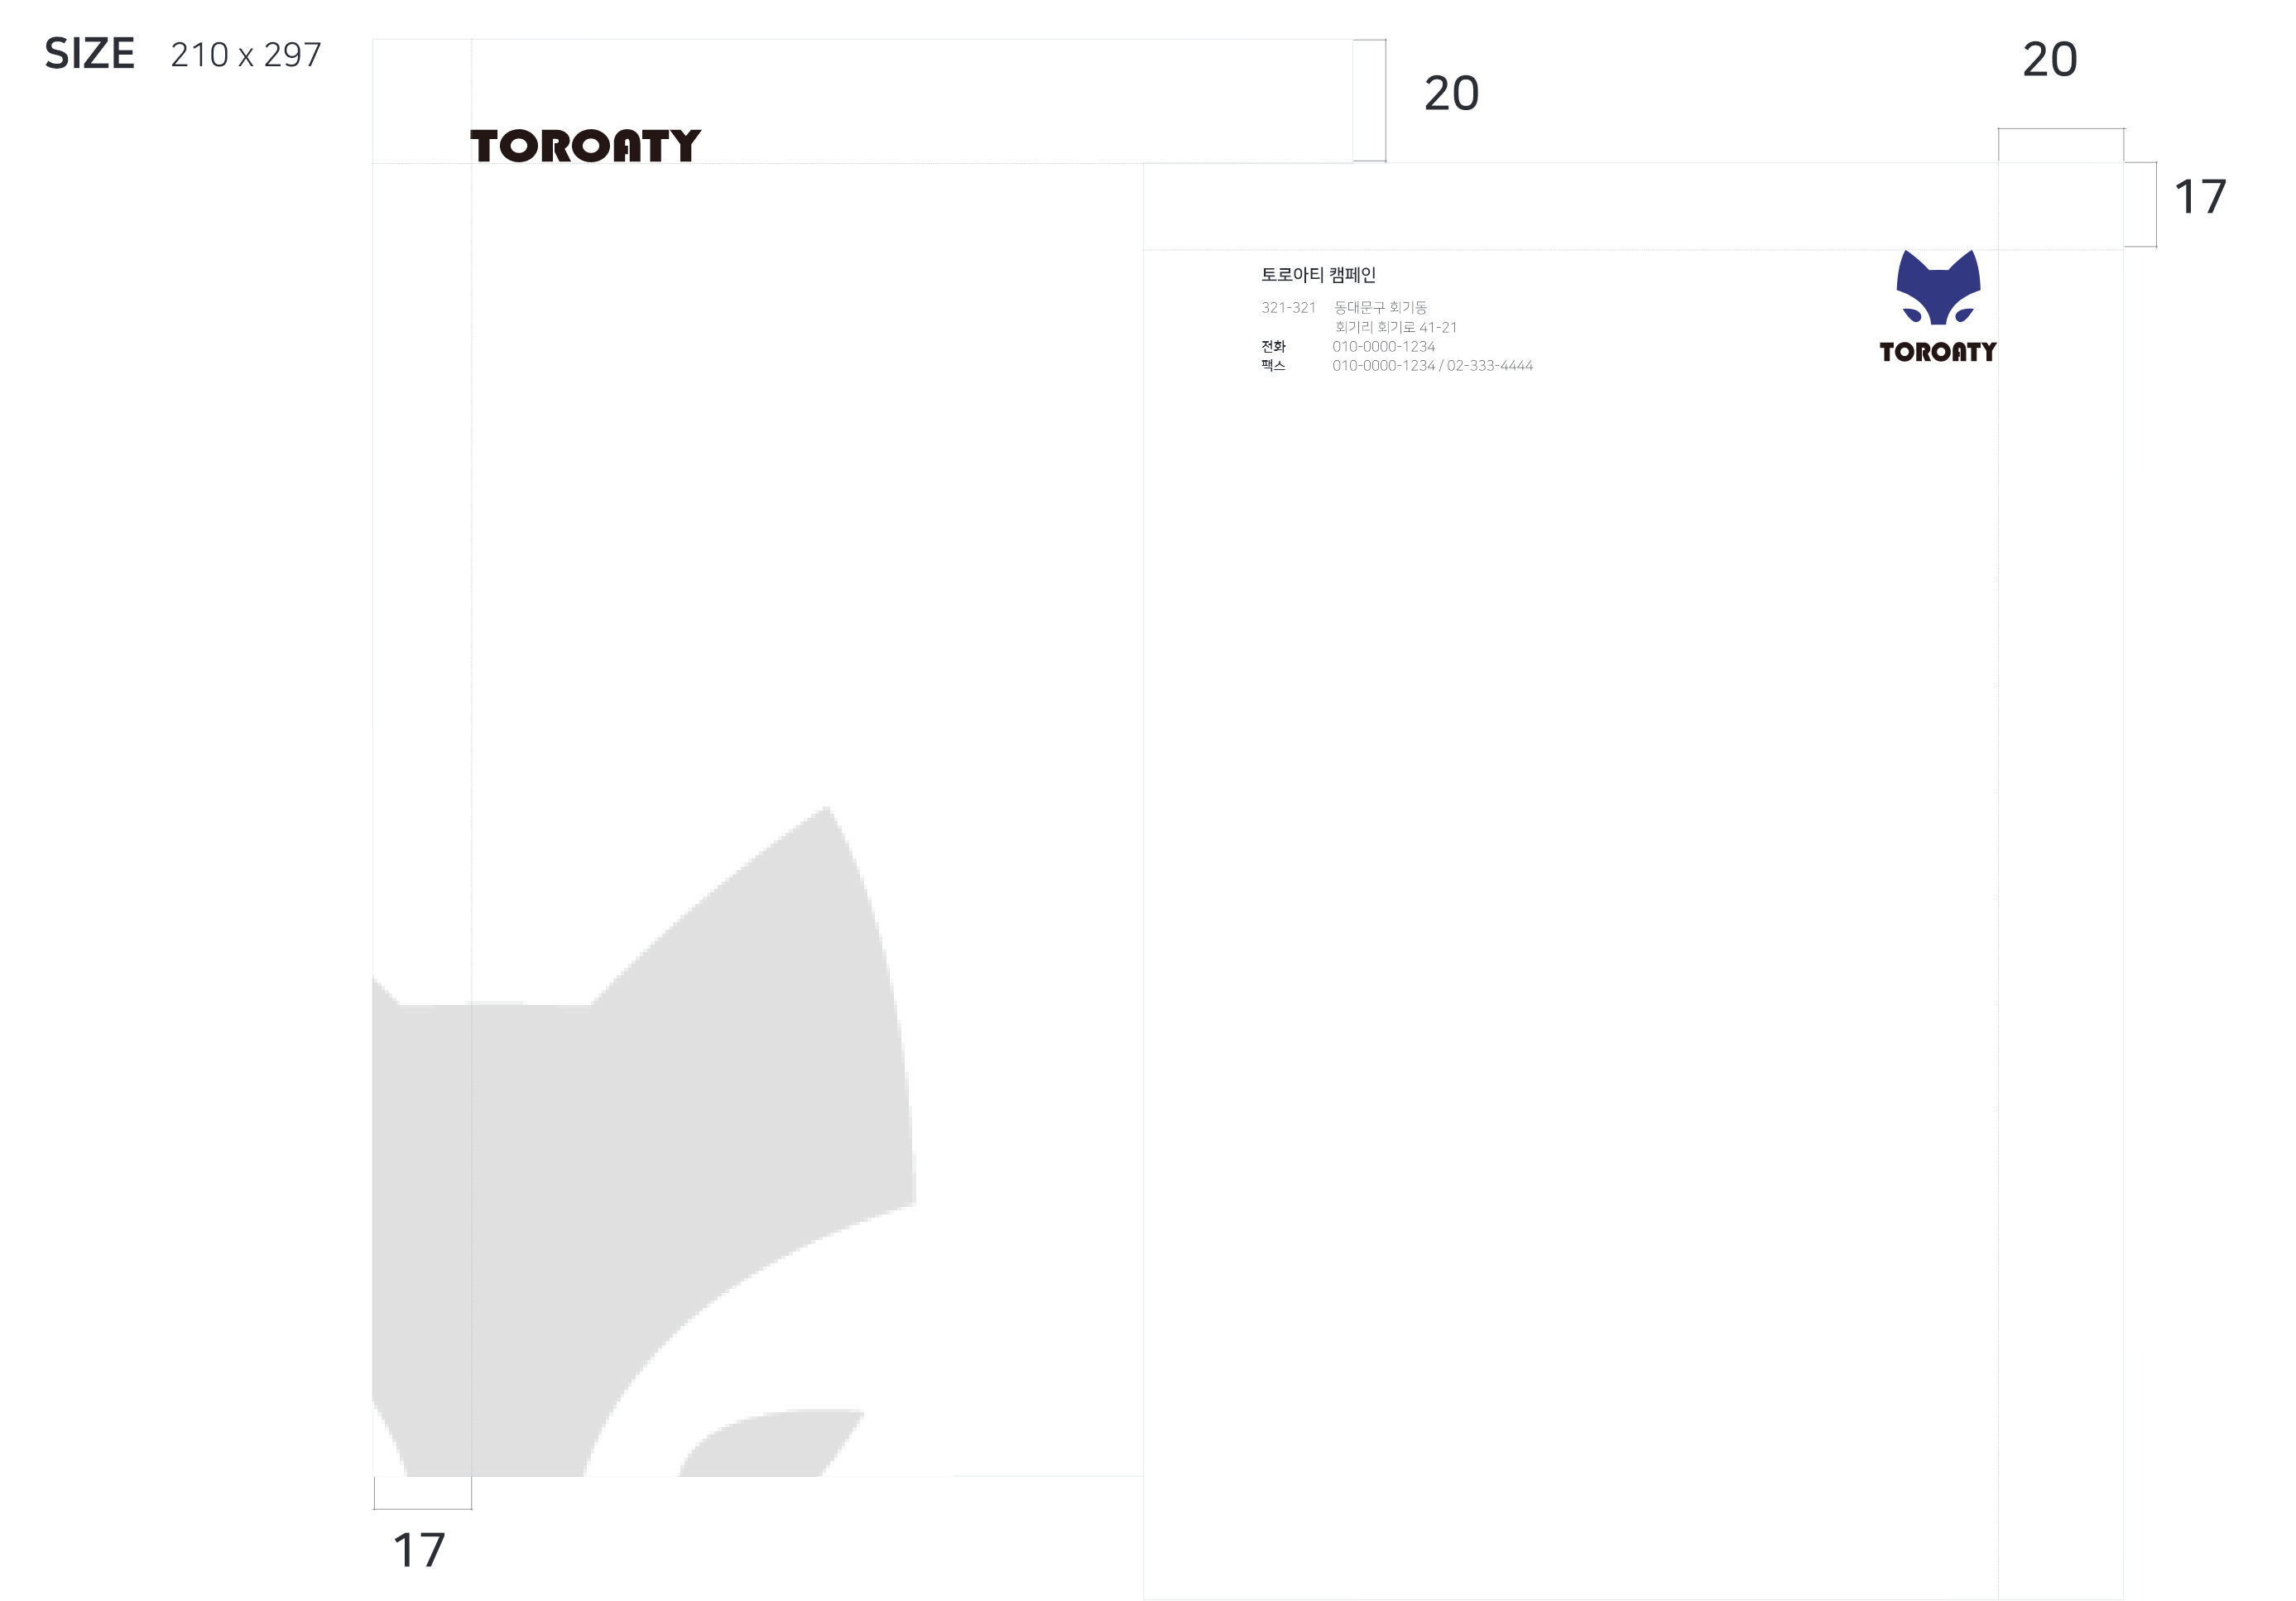 SIZE 210 x 297
20
20
TOROATY
17
토로아티 캠페인
321-321 동대문구 회기동
회기리 회기로 41-21
전화 010-0000-1234
팩스 010-0000-1234 / 02-333-4444
TOROATY
17